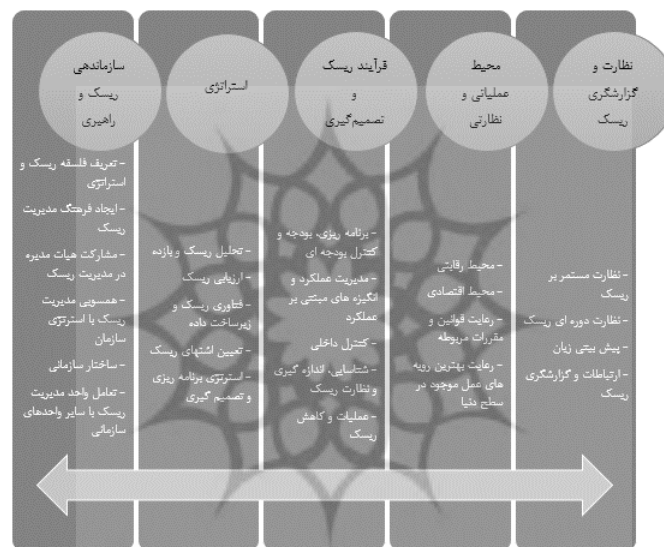 نظارت و
گزارشگری
ریسک
- نظارت مستمر بر
ریسک
- نظارت دوره ای ریسک
- پیش بینی زیان
- ارتباطات و گزارشگری
ریسک
محیط
عملیاتی و
نظارتی
- محیط رقابتی
- محیط اقتصادی
- رعایت قوانین و
مقررات مربوطه
- رعایت بهترین رویه
های عمل موجود در
سطح دنیا
فرآیند ریسک
و
تصمیم‌گیری
- برنامه ریزی، بودجه و
کنترل بودجه ای
- مدیریت عملکرد و
انگیزه های مبتنی بر
عملکرد
- کنترل داخلی
- شناسایی، اندازه گیری
و نظارت ریسک
- عملیات و کاهش
ریسک
استراتژی
- تحلیل ریسک و بازده
- ارزیابی ریسک
- فناوری ریسک و
زیرساخت داده
- تعیین اشتهای ریسک
- استرتژی برنامه ریزی
و تصمیم گیری
سازماندهی
ریسک و
راهبری
- تعریف فلسفه ریسک و
استراتژی
- ایجاد فرهنگ مدیریت
ریسک
- مشارکت هیات مدیره
در مدیریت ریسک
- همسویی مدیریت
ریسک با استرتژی
سازمان
- ساختار سازمانی
- تعامل واحد مدیریت
ریسک با سایر واحدهای
سازمانی